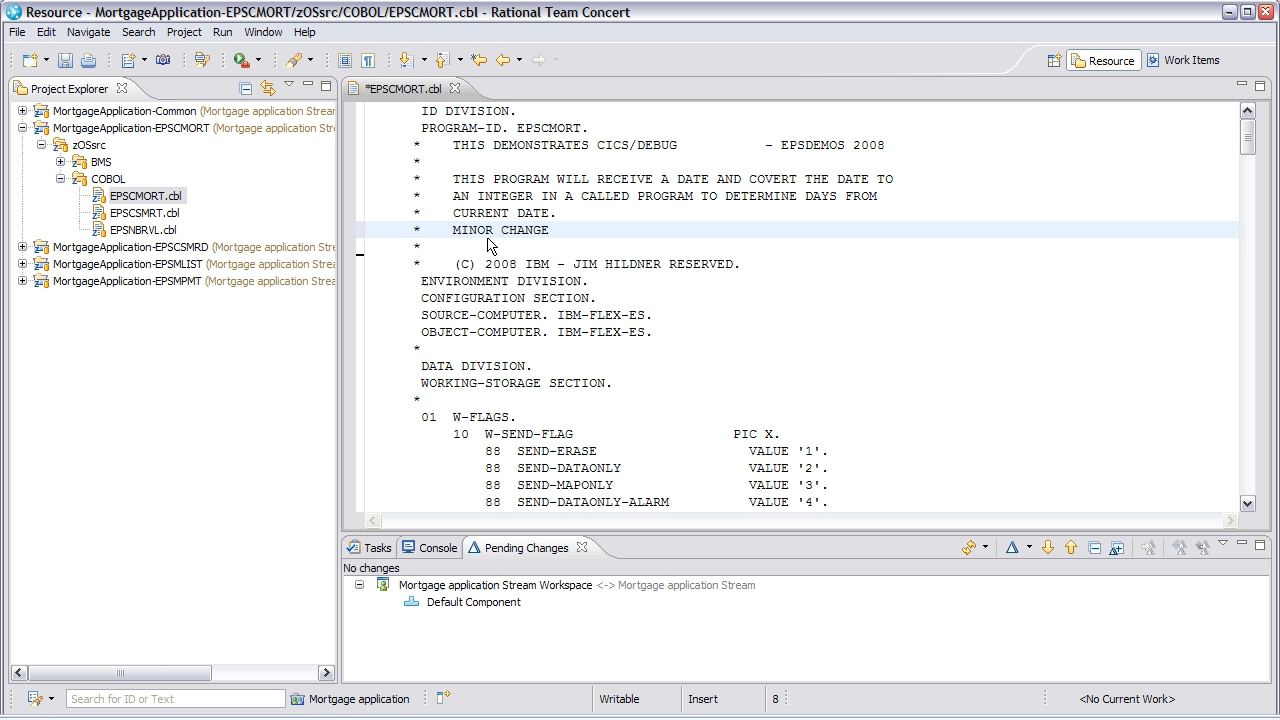 Resource - MortgageApplication-EPSCMORT/zOSsrc/COBOL/EPSCMORT.cbl - Rational Team Concert
File Edit Navigate Search Project Run Window Help
Resource Work Items
Project Explorer
MortgageApplication-Common (Mortgage application Strea
MortgageApplication-EPSCMORT (Mortgage application Str
zOSsrc
BMS
COBOL
EPSCMORT.cbl
EPSCSMRT.cbl
EPSNBRVL.cbl
MortgageApplication-EPSCSMRD (Mortgage application
MortgageApplication-EPSMLIST (Mortgage application Stre
MortgageApplication-EPSMPMT (Mortgage application Strea
*EPSCMORT.cbl
ID DIVISION.
PROGRAM-ID. EPSCMORT.
* THIS DEMONSTRATES CICS/DEBUG - EPSDEMOS 2008
*
* THIS PROGRAM WILL RECEIVE A DATE AND COVERT THE DATE TO
* AN INTEGER IN A CALLED PROGRAM TO DETERMINE DAYS FROM
* CURRENT DATE.
* MINOR CHANGE
*
* (C) 2008 IBM - JIM HILDNER RESERVED.
ENVIRONMENT DIVISION.
CONFIGURATION SECTION.
SOURCE-COMPUTER. IBM-FLEX-ES.
OBJECT-COMPUTER. IBM-FLEX-ES.
*
DATA DIVISION.
WORKING-STORAGE SECTION.
*
01 W-FLAGS.
10 W-SEND-FLAG PIC X.
88 SEND-ERASE VALUE '1'.
88 SEND-DATAONLY VALUE '2'.
88 SEND-MAPONLY VALUE '3'.
88 SEND-DATAONLY-ALARM VALUE '4'.
Tasks Console Pending Changes
No changes
Mortgage application Stream Workspace <-> Mortgage application Stream
Default Component
Search for ID or Text Mortgage application Writable Insert 8 <No Current Work>